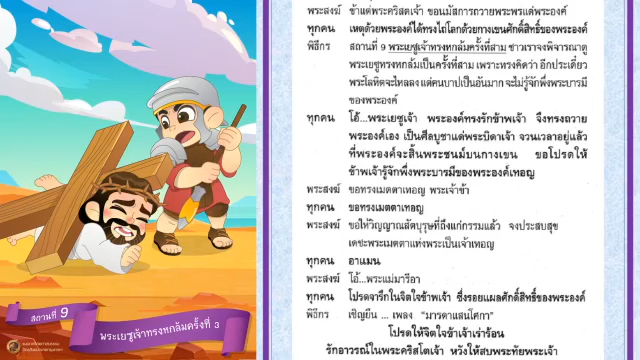 พระสงฆ์ ข้าแต่พระคริสตเจ้า ขอนมัสการถวายพระพรแด่พระองค์
ทุกคน เหตุด้วยพระองค์ได้ทรงไถ่โลกด้วยกางเขนศักดิ์สิทธิ์ของพระองค์
พิธีกร สถานที่ 9 พระเยซูเจ้าทรงหกล้มครั้งที่สาม ชาวเราจงพิจารณาดู
พระเยซูทรงหกล้มเป็นครั้งที่สาม เพราะทรงคิดว่า อีกประเดี๋ยว
พระโลหิตจะไหลลง แต่คนบาปเป็นอันมาก จะไม่รู้จักพึ่งพระบารมี
ของพระองค์
ทุกคน โอ้...พระเยซูเจ้า พระองค์ทรงรักข้าพเจ้า จึงทรงถวาย
พระองค์เอง เป็นศีลบูชาแด่พระบิดาเจ้า จวนเวลาอยู่แล้ว
ที่พระองค์จะสิ้นพระชนม์บนกางเขน ขอโปรดให้
ข้าพเจ้ารู้จักพึ่งพระบารมีของพระองค์เทอญ
พระสงฆ์ ขอทรงเมตตาเทอญ พระเจ้าข้า
ทุกคน ขอทรงเมตตาเทอญ
พระสงฆ์ ขอให้วิญญาณสัตบุรุษที่ถึงแก่กรรมแล้ว จงประสบสุข
เดชะพระเมตตาแห่งพระเป็นเจ้าเทอญ
ทุกคน อาแมน
พระสงฆ์ โอ้...พระแม่มารีอา
ทุกคน โปรดจารึกในจิตใจข้าพเจ้า ซึ่งรอยแผลศักดิ์สิทธิ์ของพระองค์
พิธีกร เชิญยืน ... เพลง "มารดาแสนโศกา"
โปรดให้จิตใจข้าเจ้าเร่าร้อน
รักอาวรณ์ในพระคริสโตเจ้า หวังให้สบพระทัยพระเจ้า
สถานที่ 9
พระเยซูเจ้าทรงหกล้มครั้งที่ 3